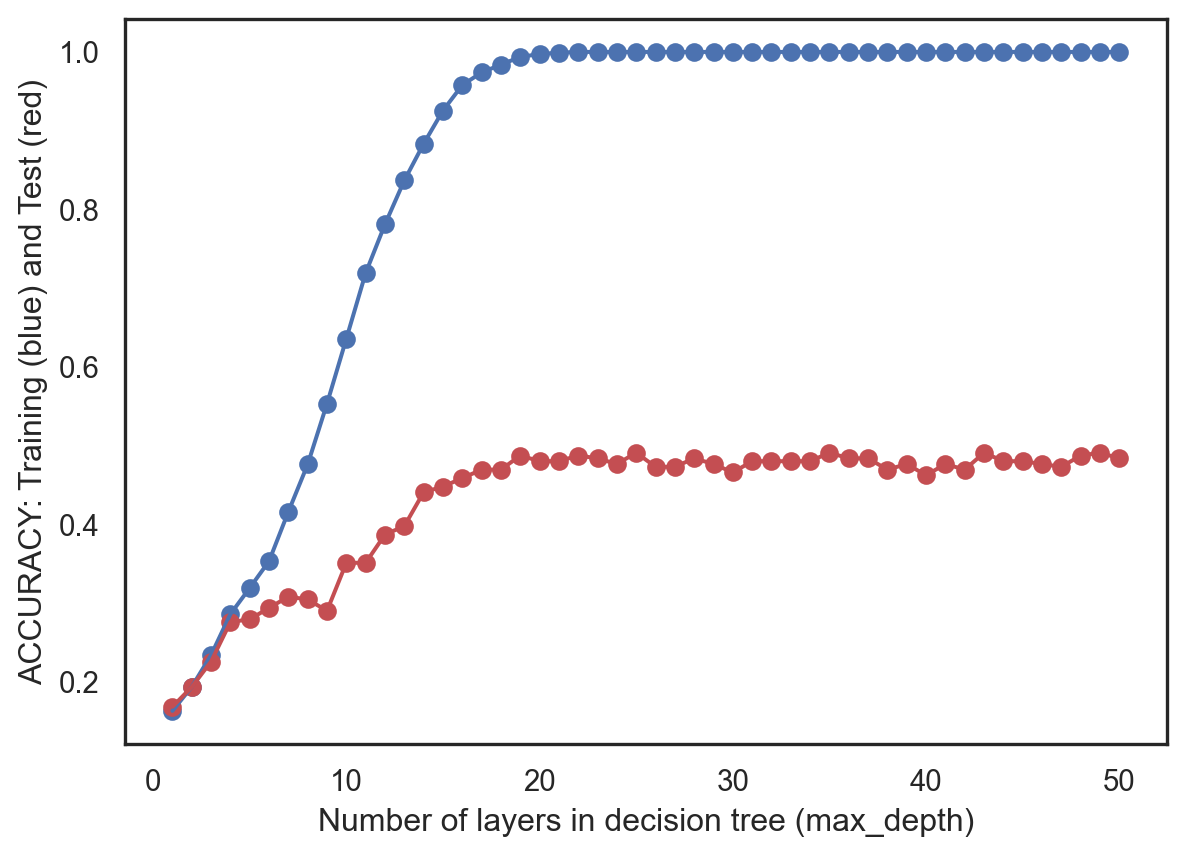 ACCURACY: Training (blue) and Test (red)
1.0
0.8
0.6
0.4
0.2
0 10 20 30 40 50
Number of layers in decision tree (max_depth)